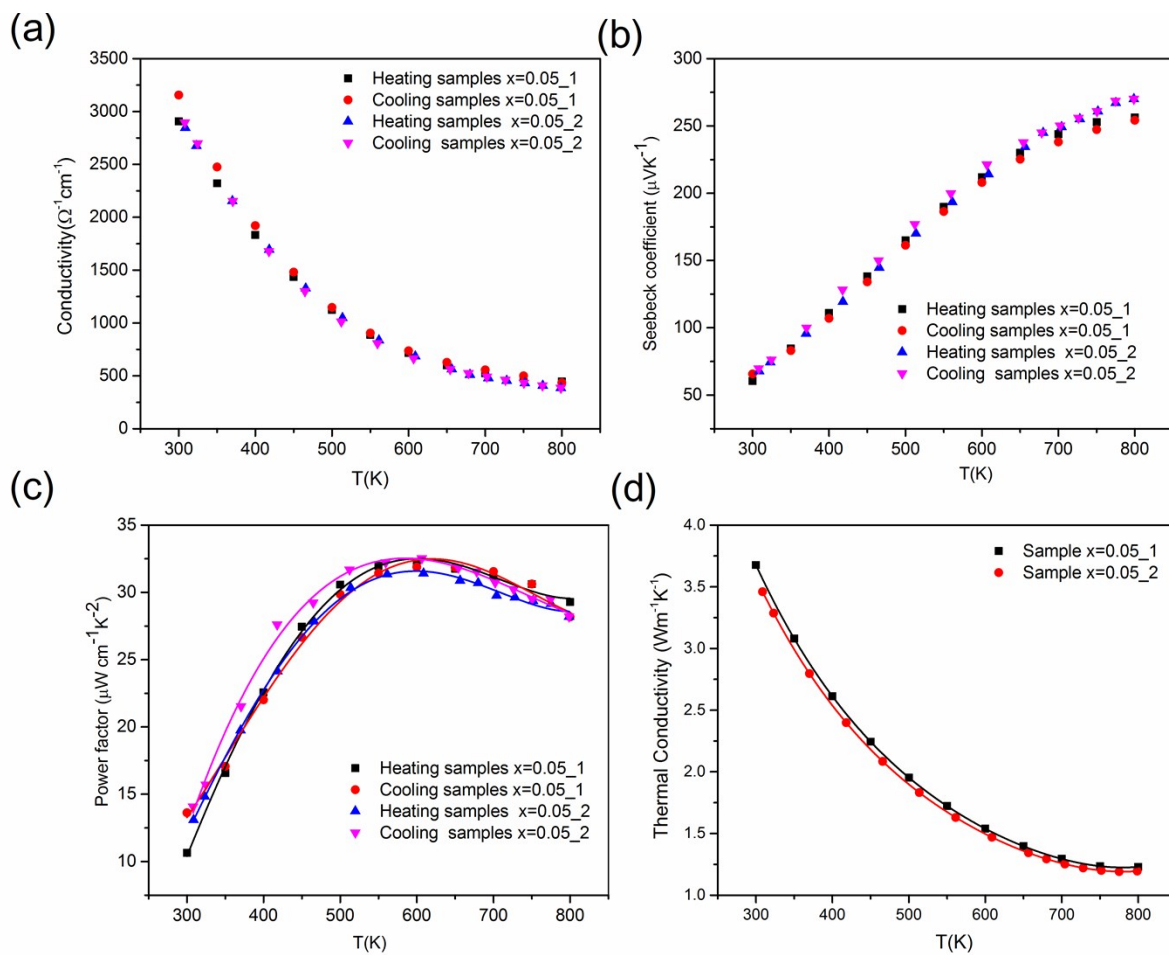 (a)
3500
3000
2500
2000
1500
1000
500
0
Conductivity(Ω⁻¹cm⁻¹)
Heating samples x=0.05_1
Cooling samples x=0.05_1
Heating samples x=0.05_2
Cooling samples x=0.05_2
300 400 500 600 700 800
T(K)
(b)
300
250
200
150
100
50
Seebeck coefficient (μVK⁻¹)
Heating samples x=0.05_1
Cooling samples x=0.05_1
Heating samples x=0.05_2
Cooling samples x=0.05_2
300 400 500 600 700 800
T(K)
(c)
35
30
25
20
15
10
Power factor (μW cm⁻¹K⁻²)
Heating samples x=0.05_1
Cooling samples x=0.05_1
Heating samples x=0.05_2
Cooling samples x=0.05_2
300 400 500 600 700 800
T(K)
(d)
4.0
3.5
3.0
2.5
2.0
1.5
1.0
Thermal Conductivity (Wm⁻¹K⁻¹)
Sample x=0.05_1
Sample x=0.05_2
300 400 500 600 700 800
T(K)